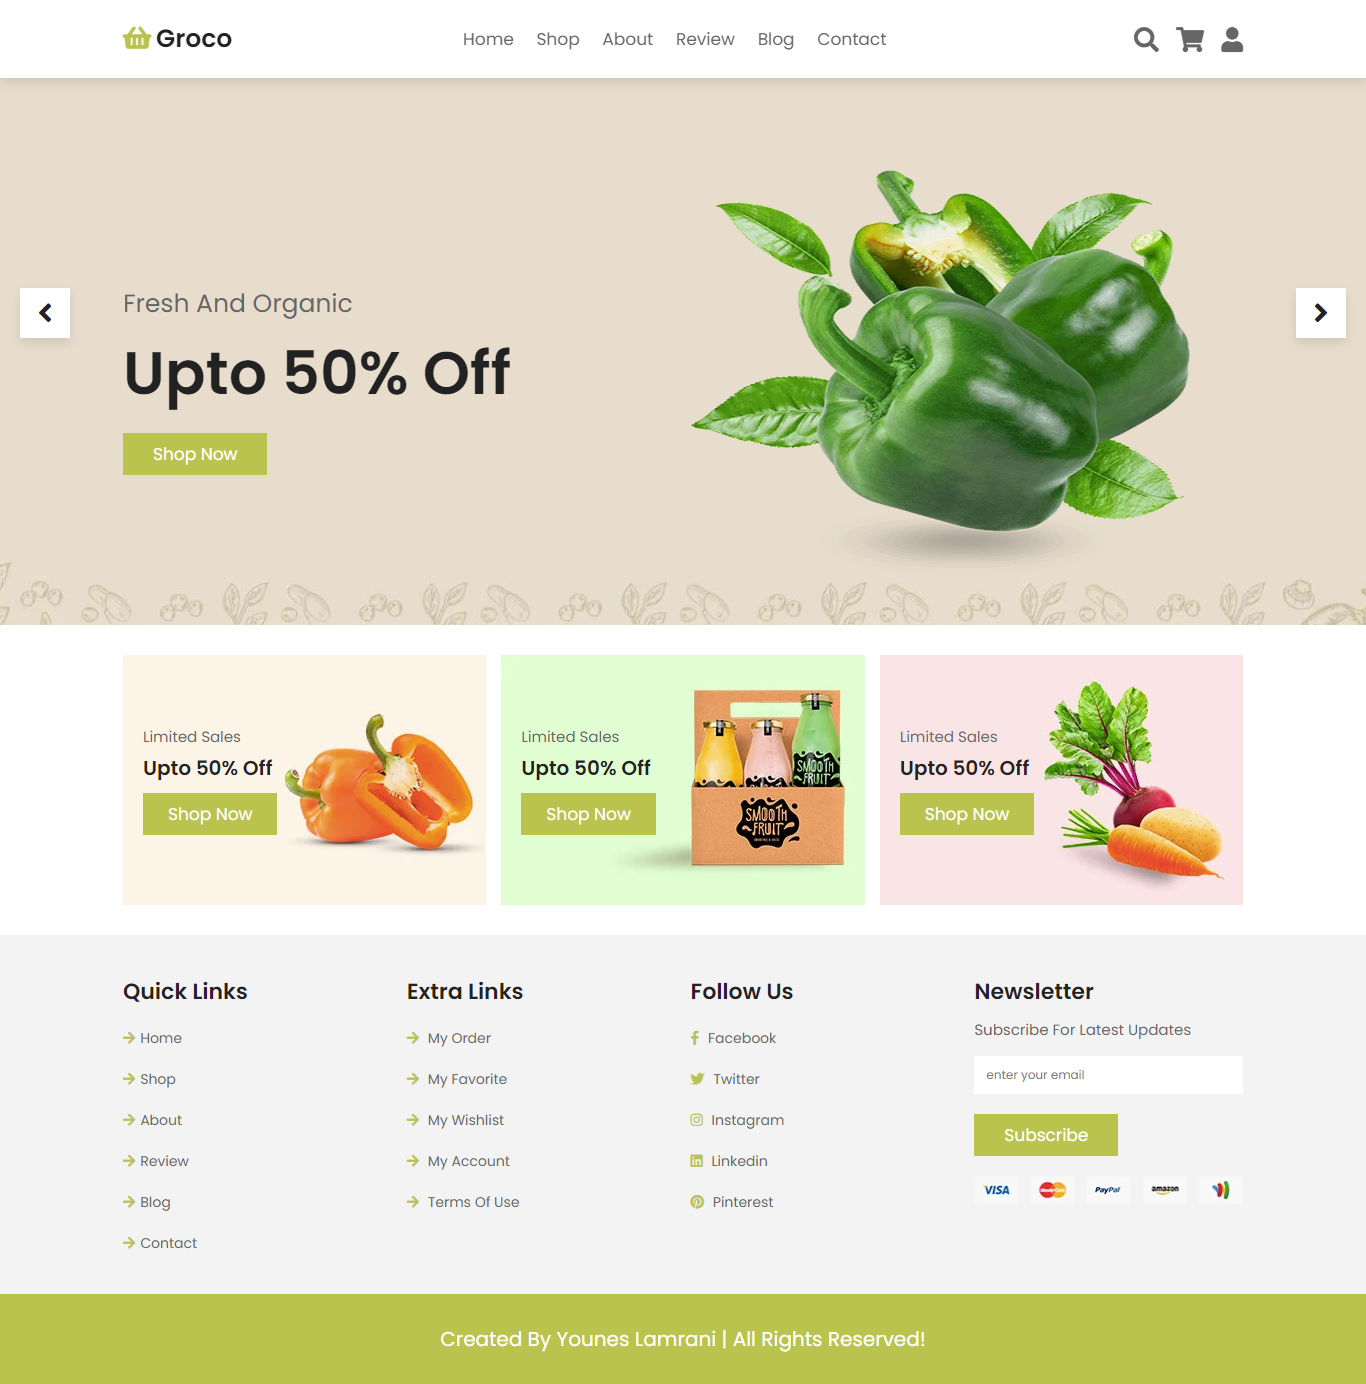 Groco
Home Shop About Review Blog Contact
Fresh And Organic
Upto 50% Off
Shop Now
Limited Sales
Upto 50% Off
Shop Now
Limited Sales
Upto 50% Off
Shop Now
SMOOTH
FRUIT
SMOOTH
FRUIT
Limited Sales
Upto 50% Off
Shop Now
Quick Links
Home
Shop
About
Review
Blog
Contact
Extra Links
My Order
My Favorite
My Wishlist
My Account
Terms Of Use
Follow Us
Facebook
Twitter
Instagram
Linkedin
Pinterest
Newsletter
Subscribe For Latest Updates
enter your email
Subscribe
VISA MasterCard PayPal amazon
Created By Younes Lamrani | All Rights Reserved!